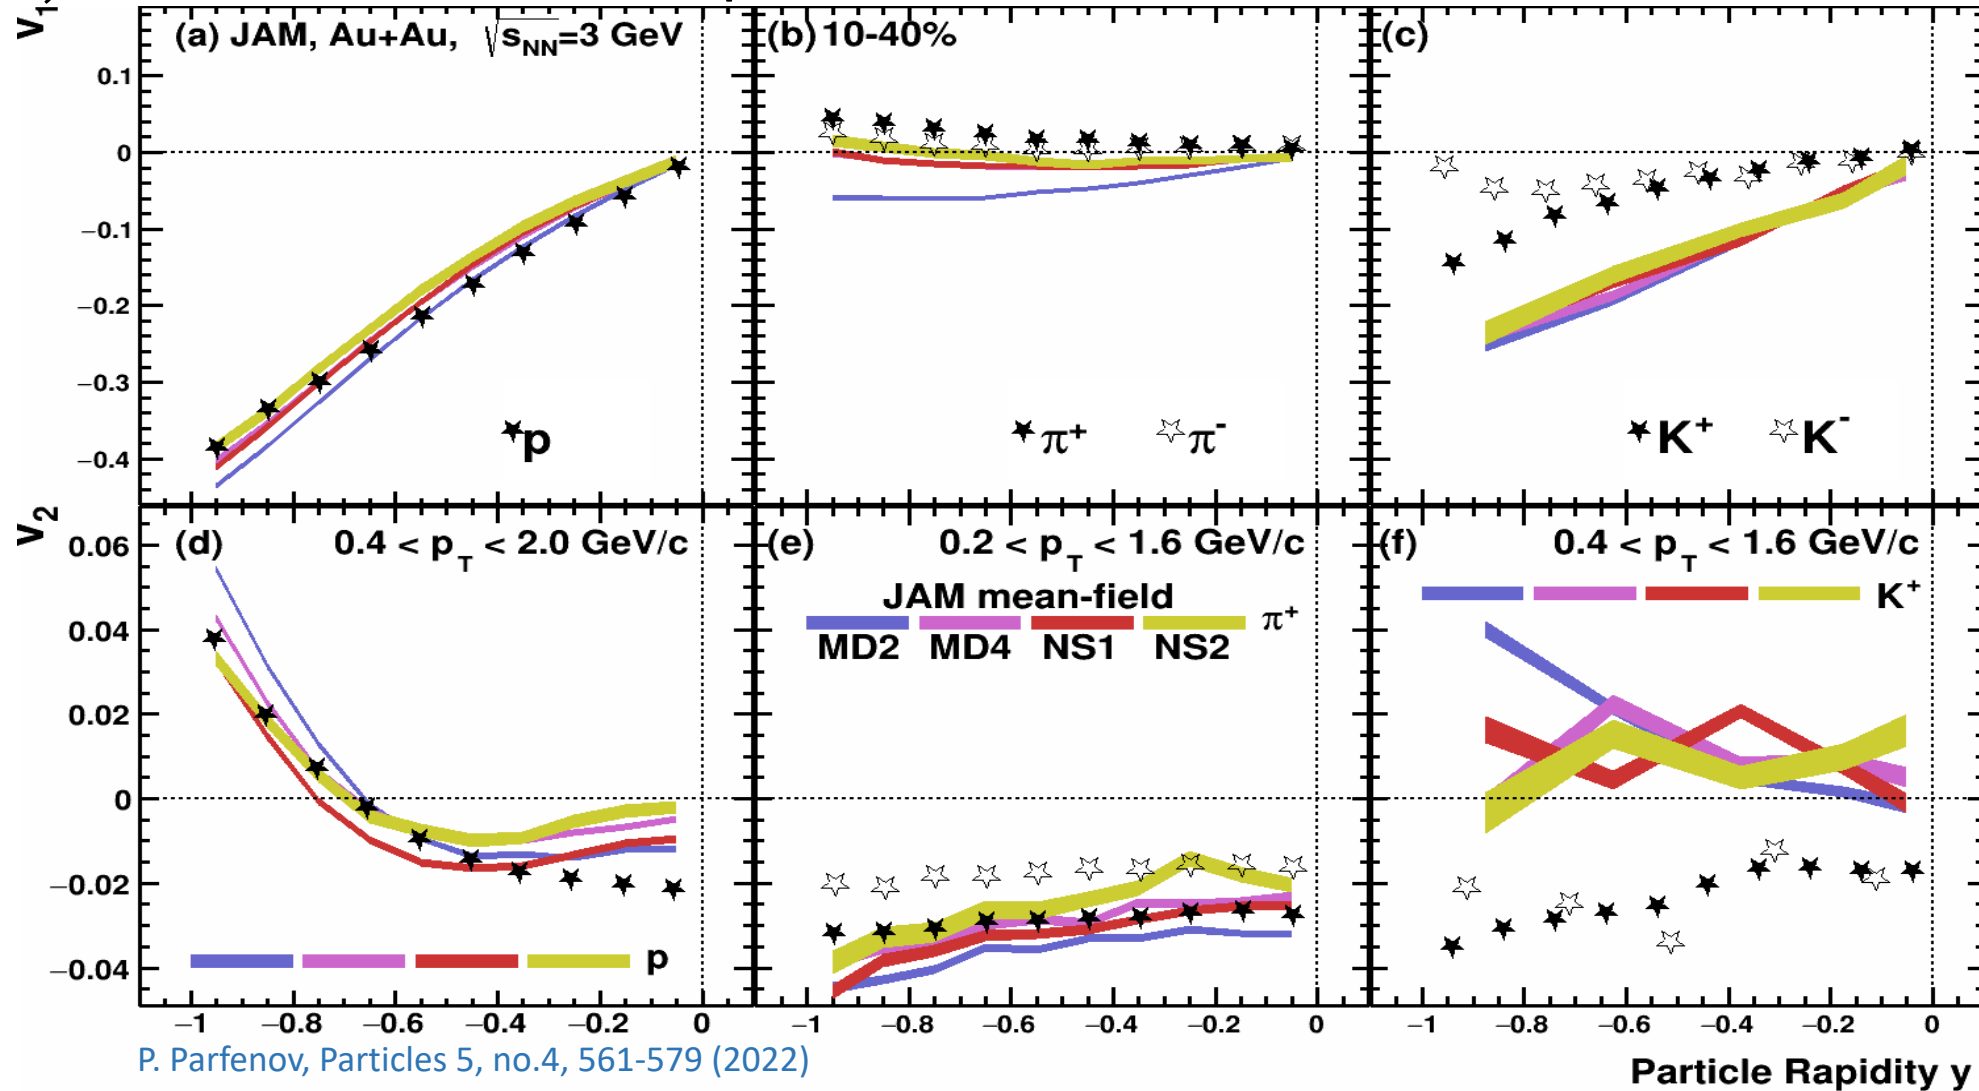 v1
(a) JAM, Au+Au, √sNN=3 GeV
(b) 10-40%
(c)
0.1
0
−0.1
−0.2
−0.3
−0.4
p
π+ π-
K+ K-
v2
(d) 0.4 < pT < 2.0 GeV/c
(e) 0.2 < pT < 1.6 GeV/c
(f) 0.4 < pT < 1.6 GeV/c
0.06
0.04
0.02
0
−0.02
−0.04
JAM mean-field
π+
MD2 MD4 NS1 NS2
K+
p
−1 −0.8 −0.6 −0.4 −0.2 0
−1 −0.8 −0.6 −0.4 −0.2 0
−1 −0.8 −0.6 −0.4 −0.2 0
P. Parfenov, Particles 5, no.4, 561-579 (2022)
Particle Rapidity y